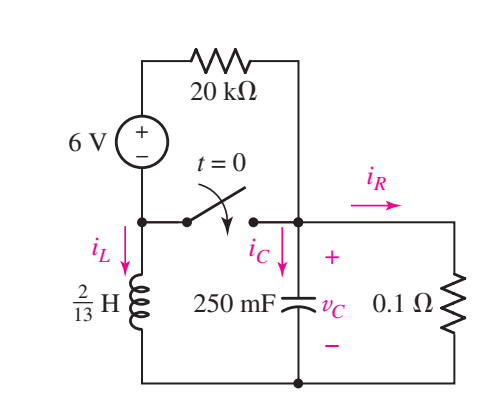 20 kΩ
6 V
+
−
t = 0
i_R
i_L
i_C
+
2/13 H
250 mF
v_C
0.1 Ω
−